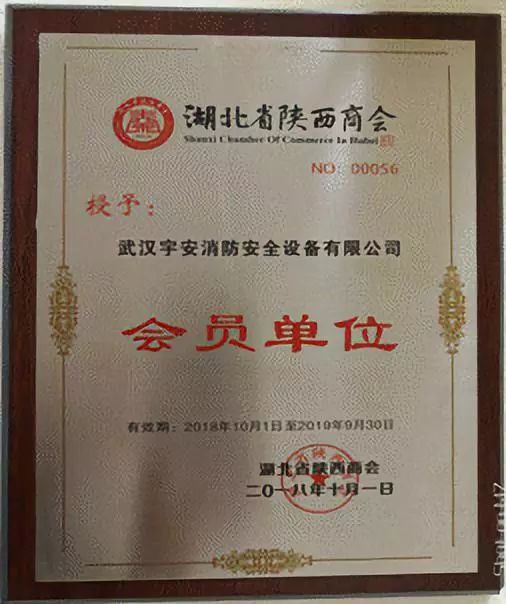 湖北省陕西商会
Shanxi Chamber Of Commerce In Hubei
NO：00056
授予：
武汉宇安消防安全设备有限公司
会员单位
有效期：2018年10月1日至2019年9月30日
湖北省陕西商会
二〇一八年十月一日